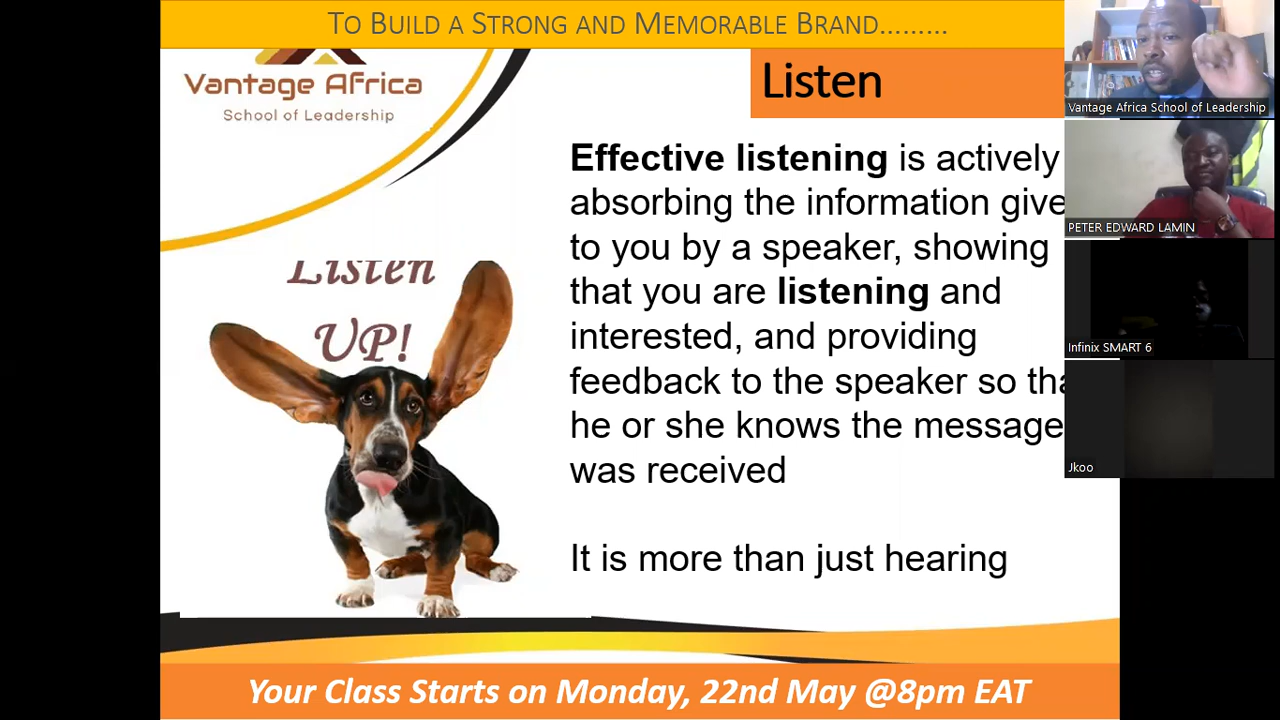 TO BUILD A STRONG AND MEMORABLE BRAND.........
Vantage Africa
School of Leadership
Listen
Effective listening is actively
absorbing the information give
to you by a speaker, showing
that you are listening and
interested, and providing
feedback to the speaker so tha
he or she knows the message
was received
It is more than just hearing
Listen
UP!
Your Class Starts on Monday, 22nd May @8pm EAT
Vantage Africa School of Leadership
PETER EDWARD LAMIN
Infinix SMART 6
Jkoo